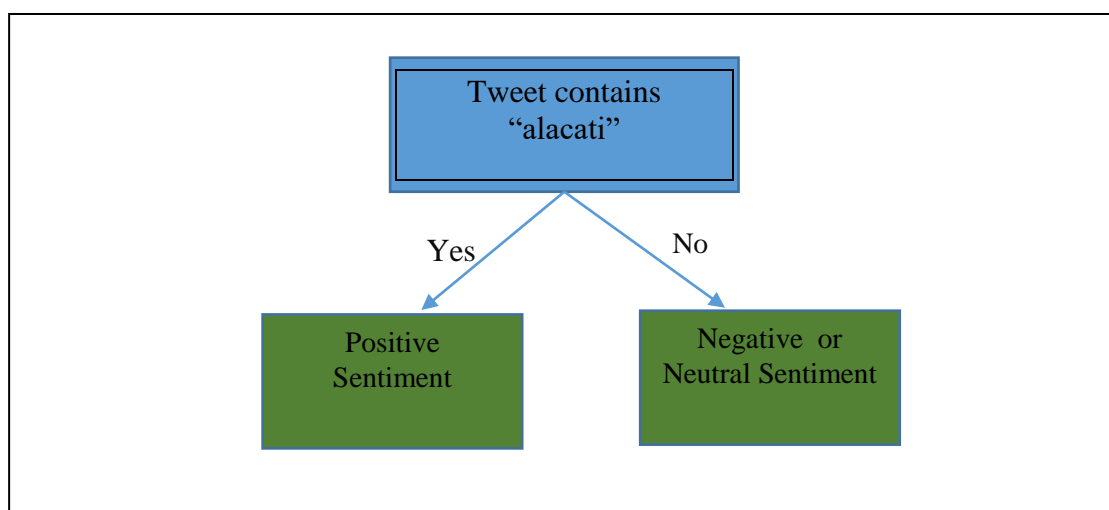 Tweet contains
“alacati”
Yes
No
Positive
Sentiment
Negative or
Neutral Sentiment